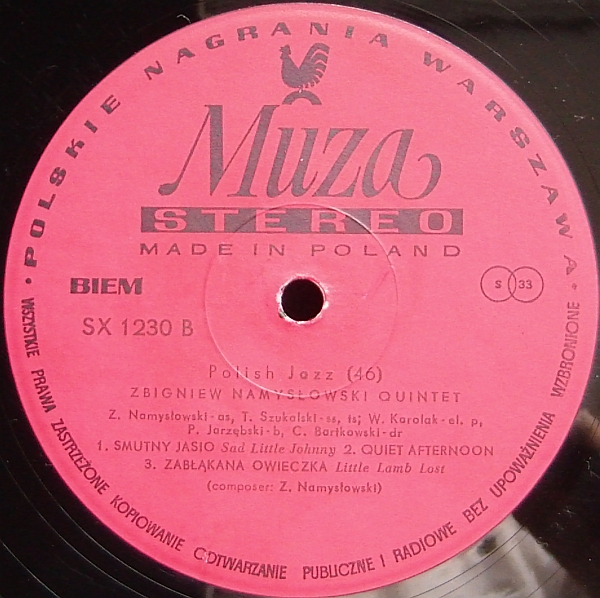 • POLSKIE NAGRANIA WARSZAWA •
Muza
STEREO
MADE IN POLAND
BIEM
S 33
SX 1230 B
Polish Jazz (46)
ZBIGNIEW NAMYSŁOWSKI QUINTET
Z. Namysłowski-as, T. Szukalski-ss, ts; W. Karolak-el. p,
P. Jarzębski-b, C. Bartkowski-dr
1. SMUTNY JASIO Sad Little Johnny 2. QUIET AFTERNOON
3. ZABŁĄKANA OWIECZKA Little Lamb Lost
(composer: Z. Namysłowski)
WSZYSTKIE PRAWA ZASTRZEŻONE KOPIOWANIE ODTWARZANIE PUBLICZNE I RADIOWE BEZ UPOWAŻNIENIA WZBRONIONE